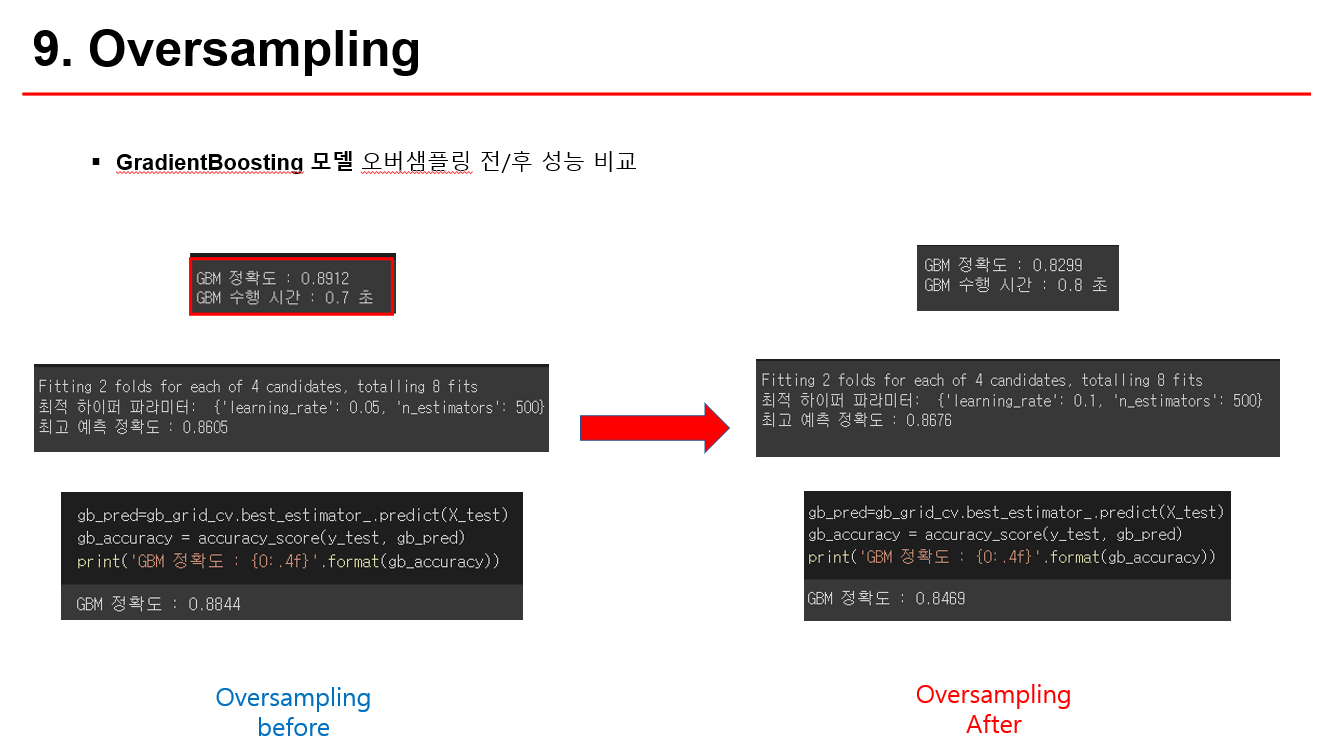 9. Oversampling
▪ GradientBoosting 모델 오버샘플링 전/후 성능 비교
GBM 정확도 : 0.8912
GBM 수행 시간 : 0.7 초
Fitting 2 folds for each of 4 candidates, totalling 8 fits
최적 하이퍼 파라미터:  {'learning_rate': 0.05, 'n_estimators': 500}
최고 예측 정확도 : 0.8605
gb_pred=gb_grid_cv.best_estimator_.predict(X_test)
gb_accuracy = accuracy_score(y_test, gb_pred)
print('GBM 정확도 : {0:.4f}'.format(gb_accuracy))
GBM 정확도 : 0.8844
Oversampling
before
GBM 정확도 : 0.8299
GBM 수행 시간 : 0.8 초
Fitting 2 folds for each of 4 candidates, totalling 8 fits
최적 하이퍼 파라미터:  {'learning_rate': 0.1, 'n_estimators': 500}
최고 예측 정확도 : 0.8676
gb_pred=gb_grid_cv.best_estimator_.predict(X_test)
gb_accuracy = accuracy_score(y_test, gb_pred)
print('GBM 정확도 : {0:.4f}'.format(gb_accuracy))
GBM 정확도 : 0.8469
Oversampling
After